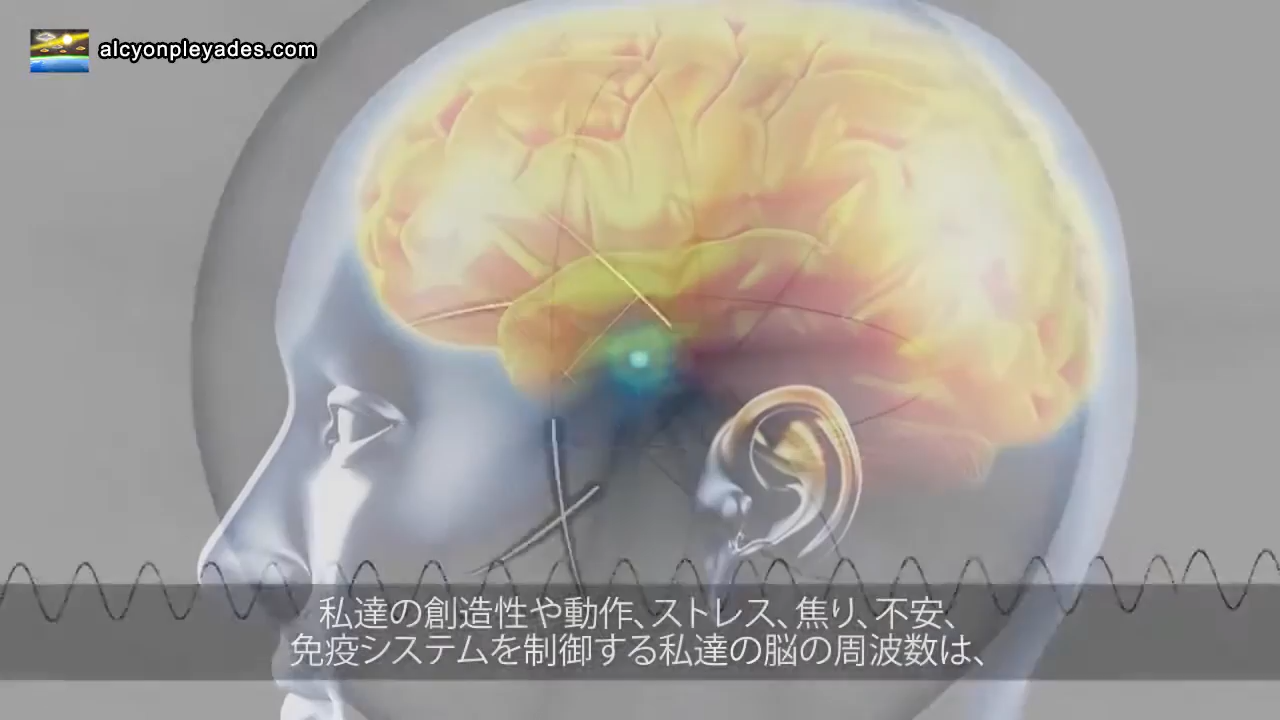 alcyonpleyades.com
私達の創造性や動作、ストレス、焦り、不安、
免疫システムを制御する私達の脳の周波数は、